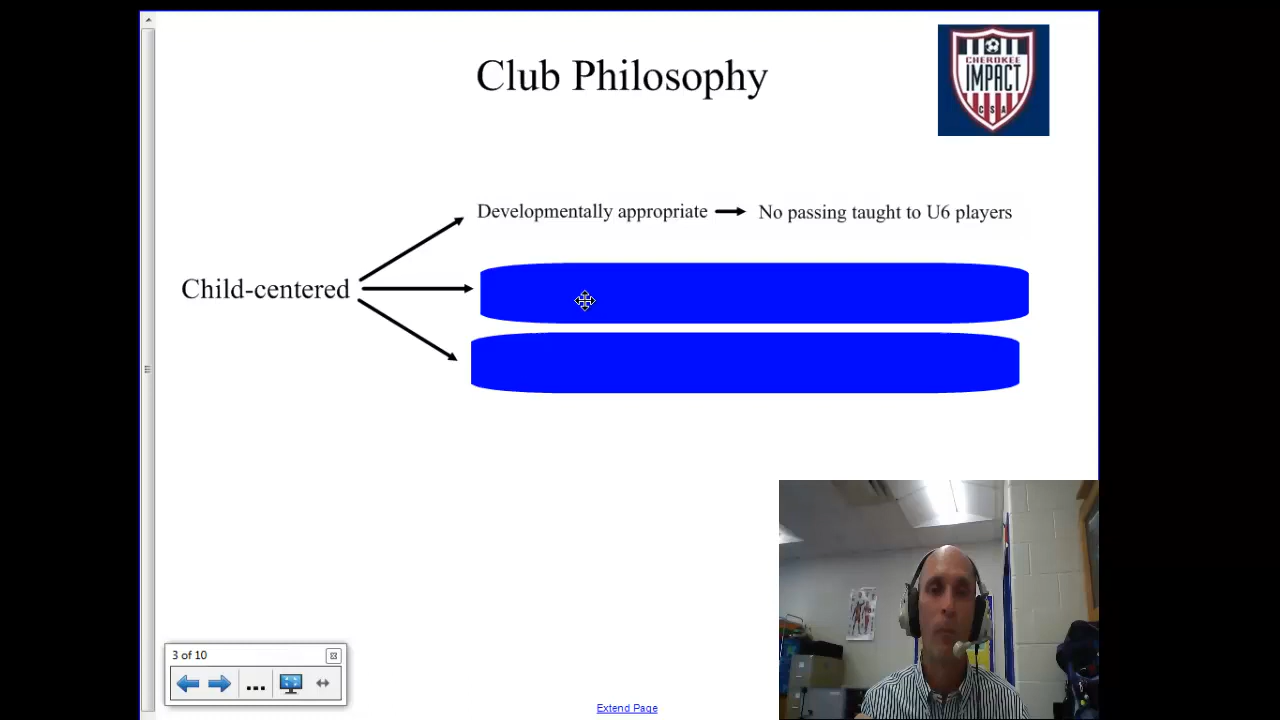 Club Philosophy
CHEROKEE
IMPACT
CSA
Developmentally appropriate
No passing taught to U6 players
Child-centered
3 of 10
...
Extend Page